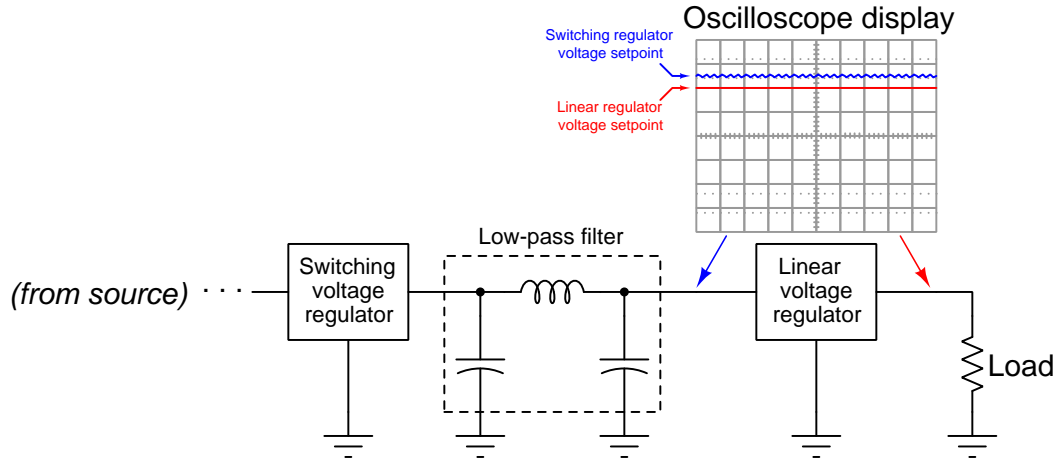 Oscilloscope display
Switching regulator
voltage setpoint
Linear regulator
voltage setpoint
Low-pass filter
(from source)
Switching
voltage
regulator
Linear
voltage
regulator
Load